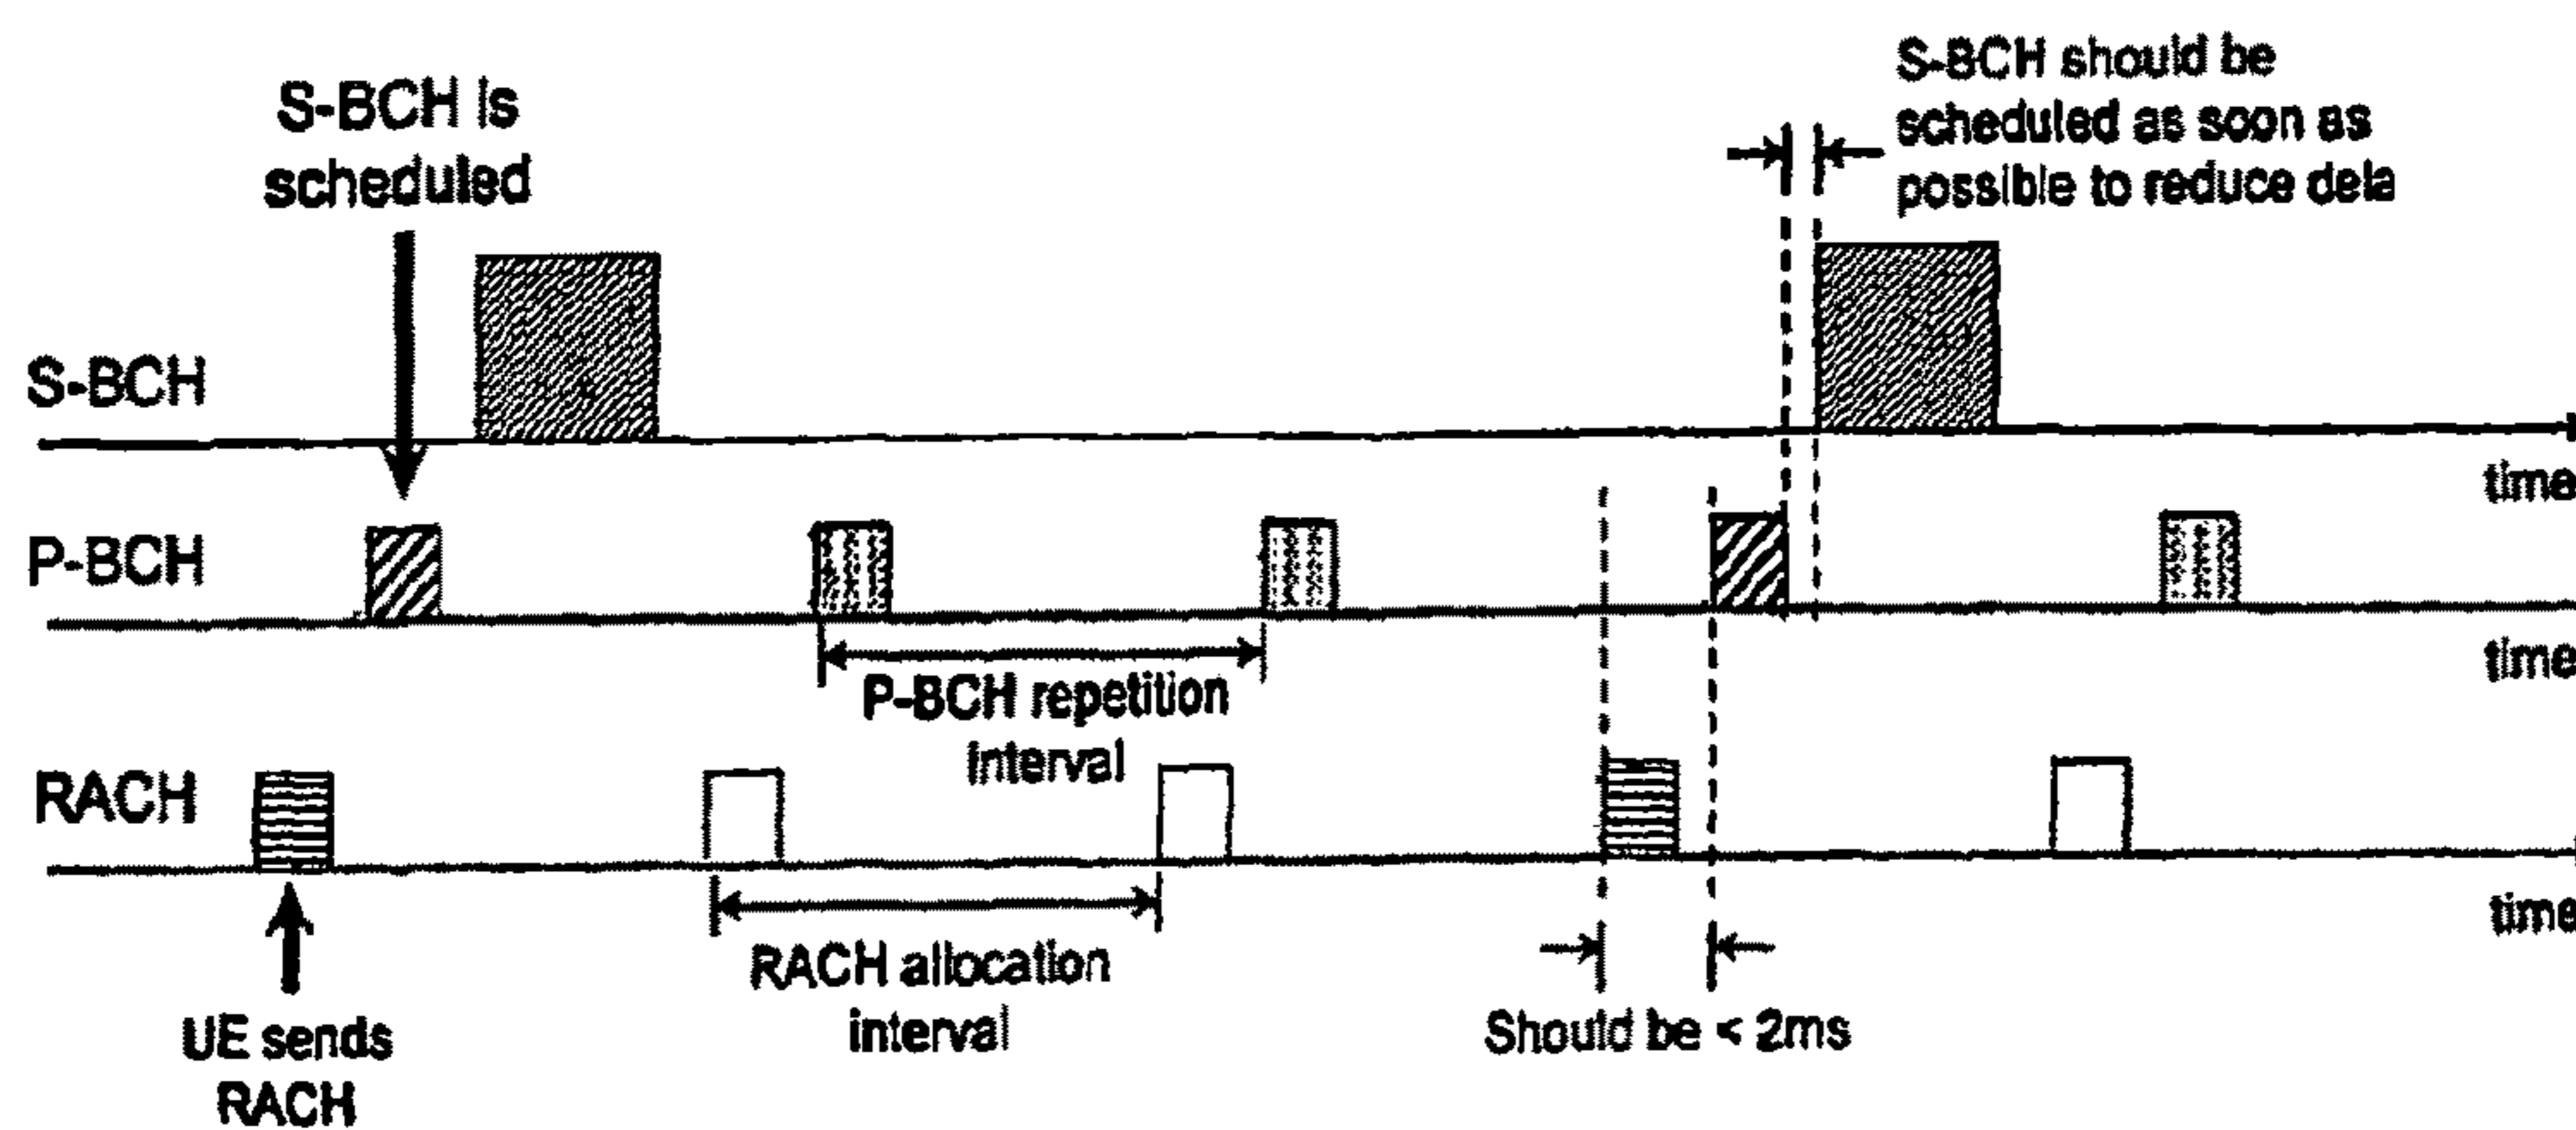 S-BCH is
scheduled
S-BCH should be
scheduled as soon as
possible to reduce dela
S-BCH
time
P-BCH
time
P-BCH repetition
interval
RACH
time
RACH allocation
interval
Should be < 2ms
UE sends
RACH